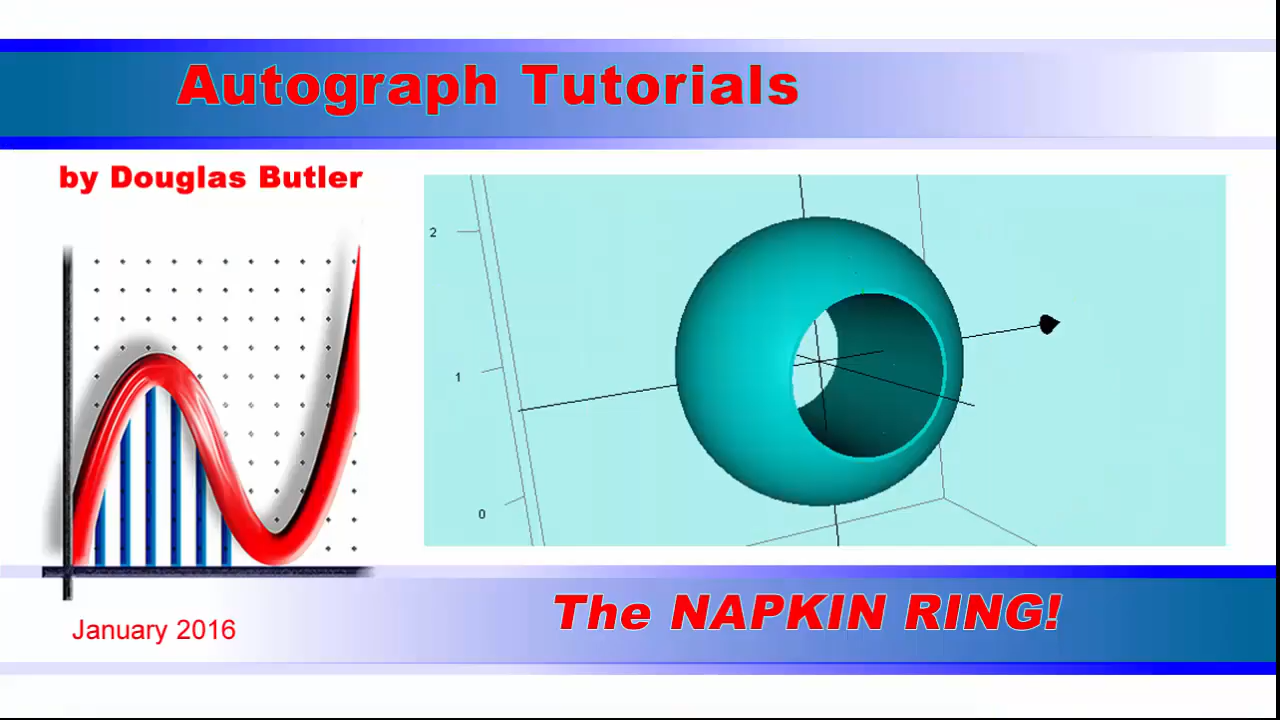 Autograph Tutorials
by Douglas Butler
2
1
0
The NAPKIN RING!
January 2016